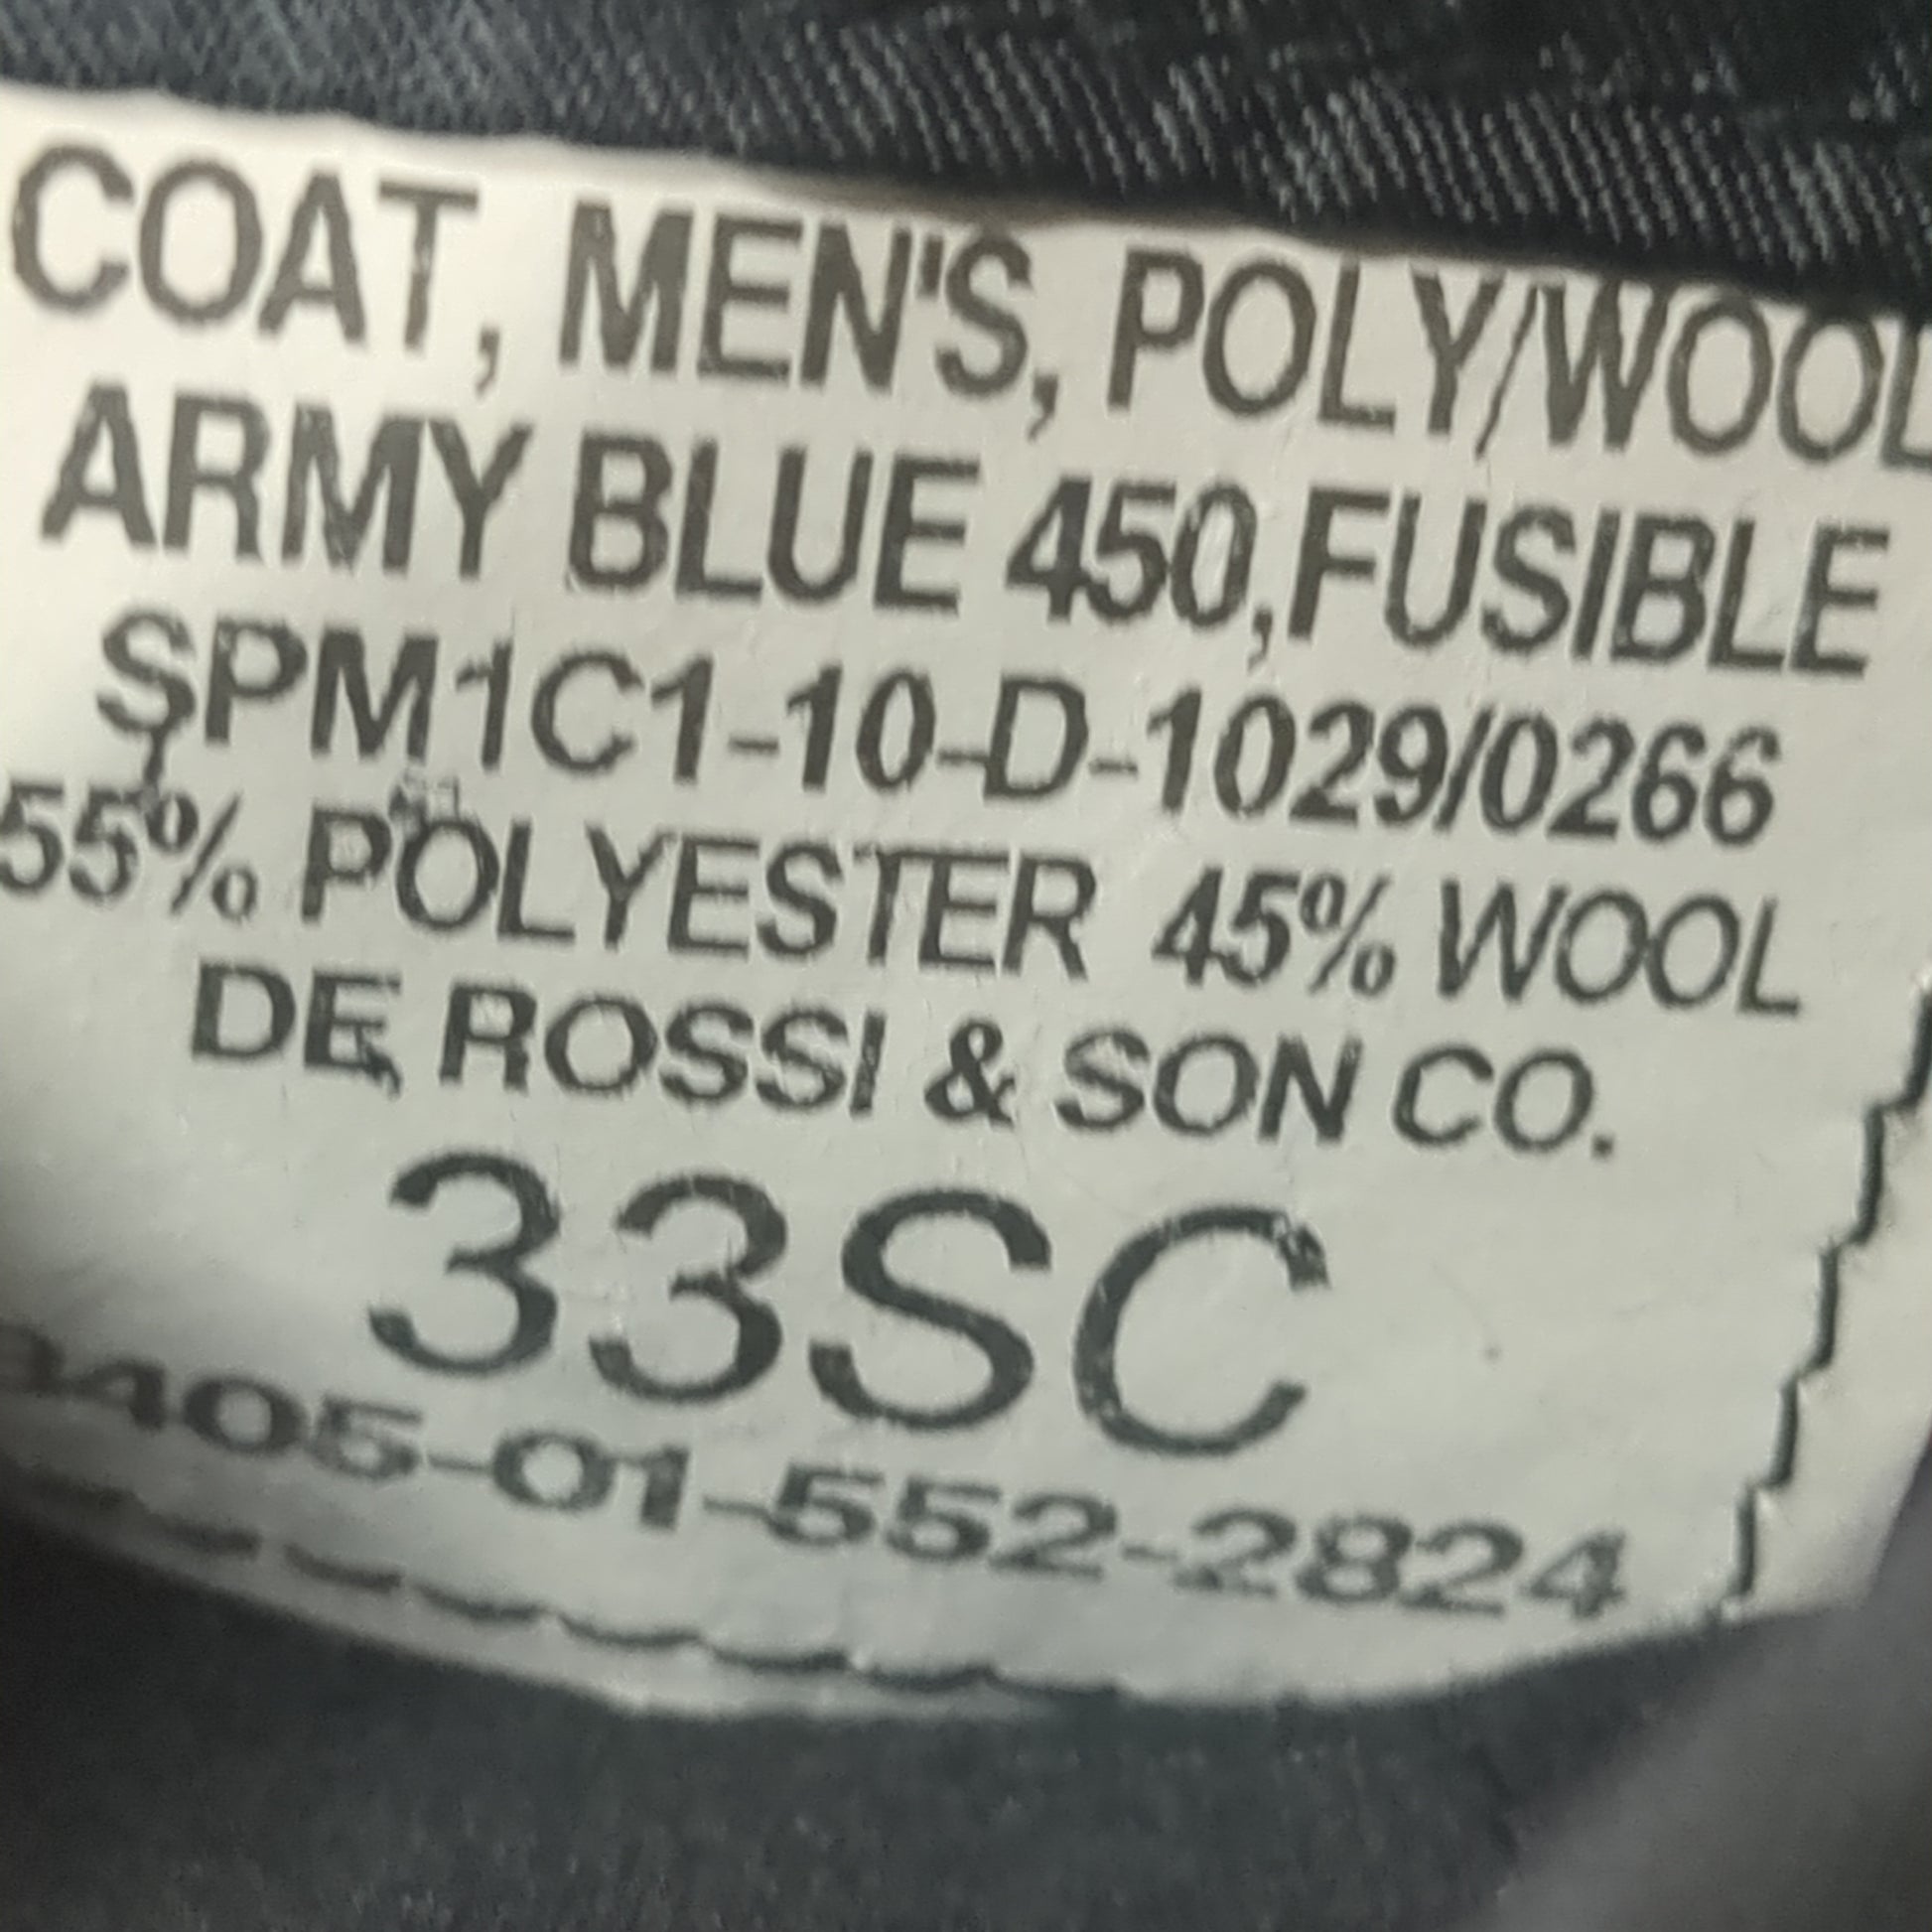 COAT, MEN'S, POLY/WOOL
ARMY BLUE 450,FUSIBLE
SPM1C1-10-D-1029/0266
55% POLYESTER 45% WOOL
DE ROSSI & SON CO.
33SC
8405-01-552-2824